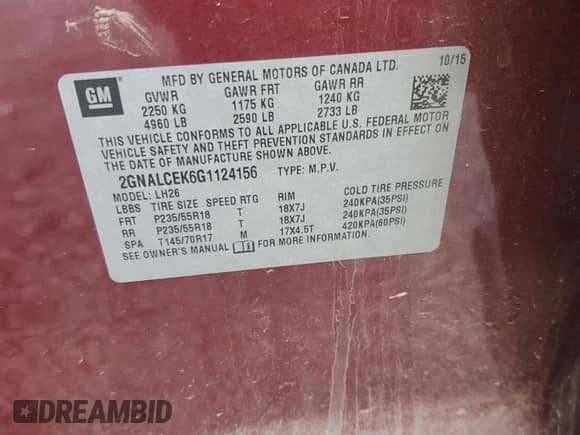 GM
MFD BY GENERAL MOTORS OF CANADA LTD.
10/15
GVWR GAWR FRT GAWR RR
2250 KG 1175 KG 1240 KG
4960 LB 2590 LB 2733 LB
THIS VEHICLE CONFORMS TO ALL APPLICABLE U.S. FEDERAL MOTOR
VEHICLE SAFETY AND THEFT PREVENTION STANDARDS IN EFFECT ON
THE DATE OF MANUFACTURE SHOWN ABOVE.
2GNALCEK6G1124156 TYPE: M.P.V.
MODEL: LH26
LBBS TIRE SIZE SPEED RTG RIM COLD TIRE PRESSURE
FRT P235/55R18 T 18X7J 240KPA(35PSI)
RR P235/55R18 T 18X7J 240KPA(35PSI)
SPA T145/70R17 M 17X4.5T 420KPA(60PSI)
SEE OWNER'S MANUAL FOR MORE INFORMATION.
DREAMBID